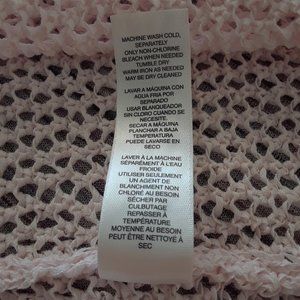 MACHINE WASH COLD,
SEPARATELY
ONLY NON-CHLORINE
BLEACH WHEN NEEDED
TUMBLE DRY
WARM IRON AS NEEDED
MAY BE DRY CLEANED
LAVAR A MÁQUINA CON
AGUA FRIA POR
SEPARADO
USAR BLANQUEADOR
SIN CLORO CUANDO SE
NECESITE.
SECAR A MÁQUINA
PLANCHAR A BAJA
TEMPERATURA
PUEDE LAVARSE EN
SECO
LAVER À LA MACHINE
SÉPARÉMENT À L'EAU
FROIDE
UTILISER SEULEMENT
UN AGENT DE
BLANCHIMENT NON
CHLORÉ
SÉCHER PAR
CULBUTAGE
REPASSER À
TEMPÉRATURE
MOYENNE AU BESOIN
PEUT ÊTRE NETTOYÉ À
SEC